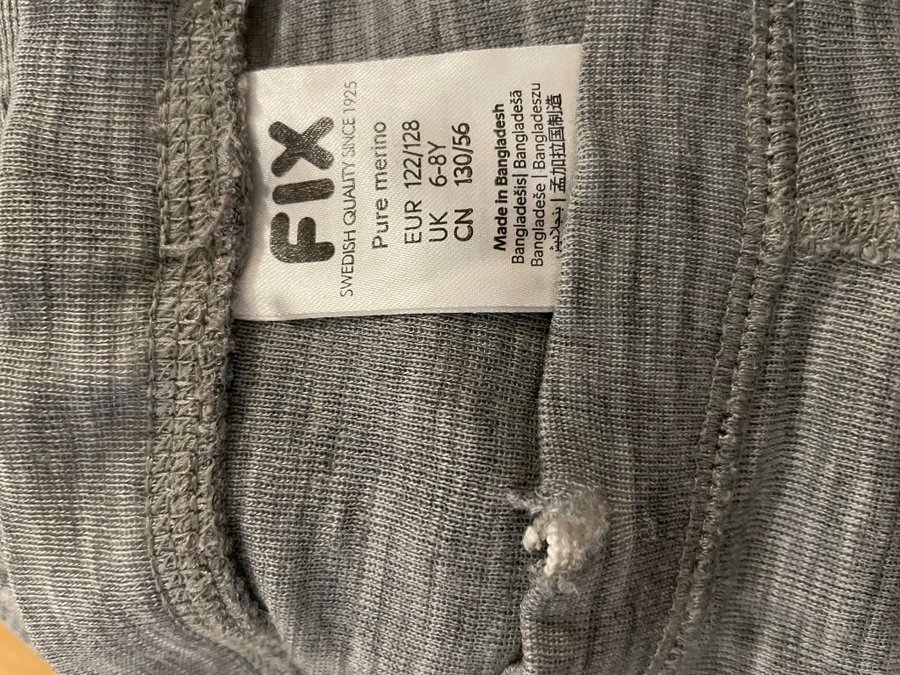 FIX
SWEDISH QUALITY SINCE 1925
Pure merino
EUR 122/128
UK 6-8Y
CN 130/56
Made in Bangladesh
Bangladešis| Bangladešā
Bangladeše | Bangladeszu
| 孟加拉国制造